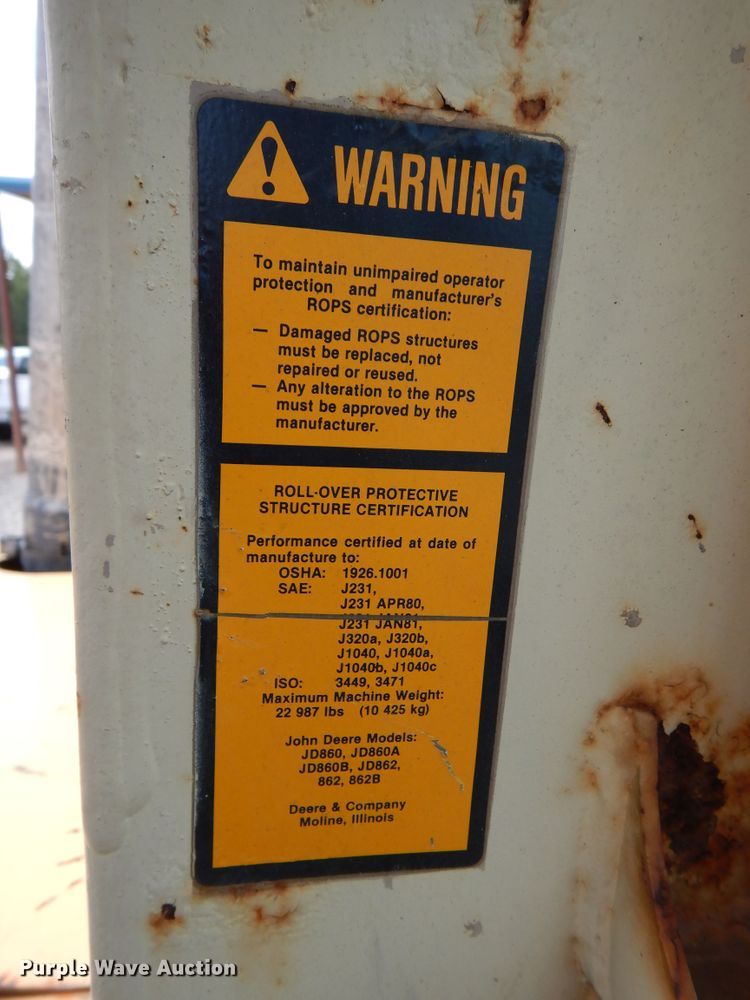 WARNING
To maintain unimpaired operator
protection and manufacturer's
ROPS certification:
— Damaged ROPS structures
must be replaced, not
repaired or reused.
— Any alteration to the ROPS
must be approved by the
manufacturer.
ROLL-OVER PROTECTIVE
STRUCTURE CERTIFICATION
Performance certified at date of
manufacture to:
OSHA: 1926.1001
SAE: J231,
J231 APR80,
J231 JAN81,
J320a, J320b,
J1040, J1040a,
J1040b, J1040c
ISO: 3449, 3471
Maximum Machine Weight:
22 987 lbs (10 425 kg)
John Deere Models:
JD860, JD860A
JD860B, JD862,
862, 862B
Deere & Company
Moline, Illinois
Purple Wave Auction